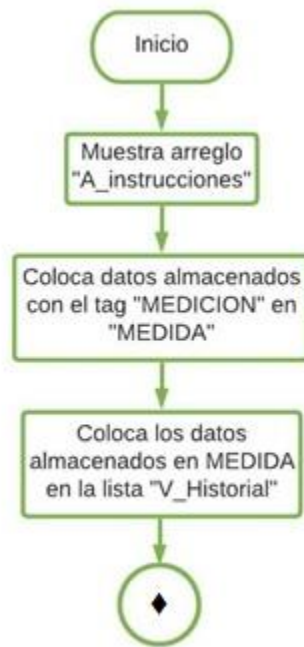 Inicio
Muestra arreglo
"A_instrucciones"
Coloca datos almacenados
con el tag "MEDICION" en
"MEDIDA"
Coloca los datos
almacenados en MEDIDA
en la lista "V_Historial"
♦